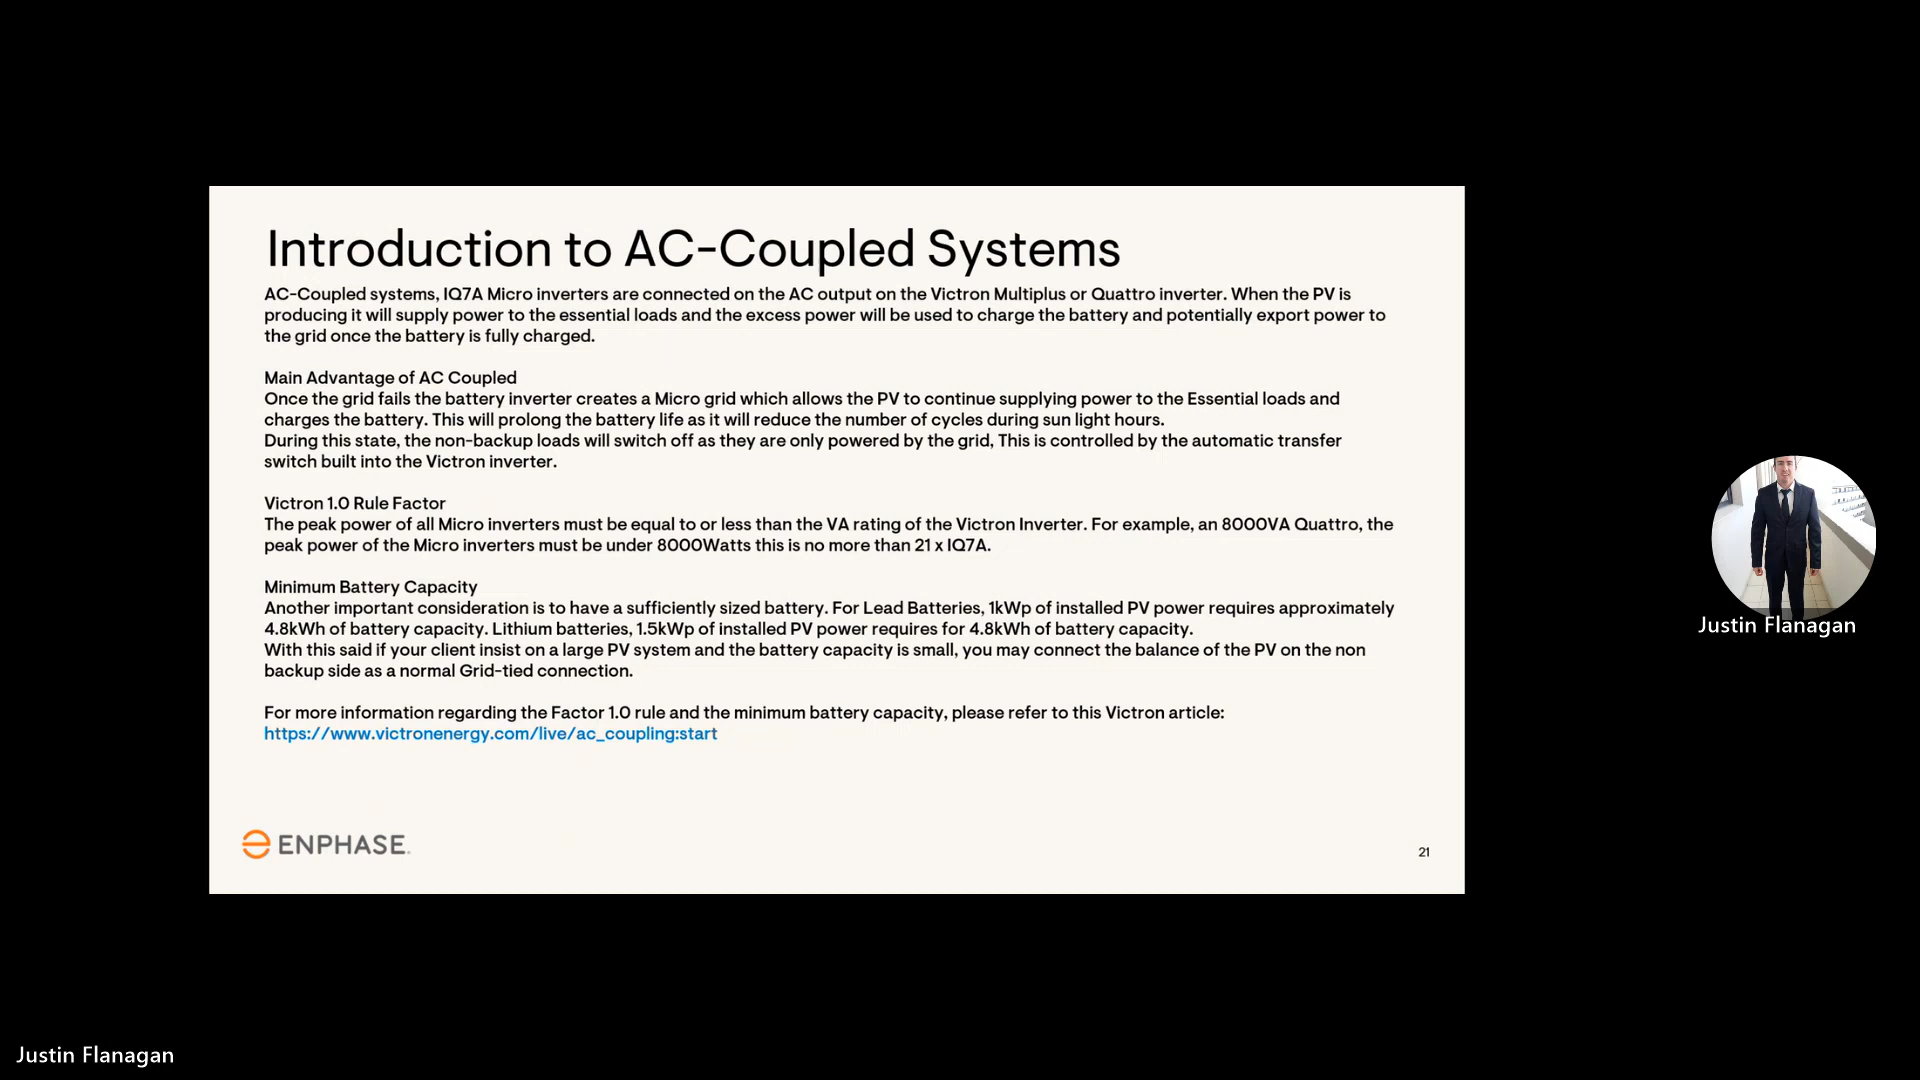 Introduction to AC-Coupled Systems
AC-Coupled systems, IQ7A Micro inverters are connected on the AC output on the Victron Multiplus or Quattro inverter. When the PV is
producing it will supply power to the essential loads and the excess power will be used to charge the battery and potentially export power to
the grid once the battery is fully charged.
Main Advantage of AC Coupled
Once the grid fails the battery inverter creates a Micro grid which allows the PV to continue supplying power to the Essential loads and
charges the battery. This will prolong the battery life as it will reduce the number of cycles during sun light hours.
During this state, the non-backup loads will switch off as they are only powered by the grid, This is controlled by the automatic transfer
switch built into the Victron inverter.
Victron 1.0 Rule Factor
The peak power of all Micro inverters must be equal to or less than the VA rating of the Victron Inverter. For example, an 8000VA Quattro, the
peak power of the Micro inverters must be under 8000Watts this is no more than 21 x IQ7A.
Minimum Battery Capacity
Another important consideration is to have a sufficiently sized battery. For Lead Batteries, 1kWp of installed PV power requires approximately
4.8kWh of battery capacity. Lithium batteries, 1.5kWp of installed PV power requires for 4.8kWh of battery capacity.
With this said if your client insist on a large PV system and the battery capacity is small, you may connect the balance of the PV on the non
backup side as a normal Grid-tied connection.
For more information regarding the Factor 1.0 rule and the minimum battery capacity, please refer to this Victron article:
https://www.victronenergy.com/live/ac_coupling:start
ENPHASE.
21
Justin Flanagan
Justin Flanagan